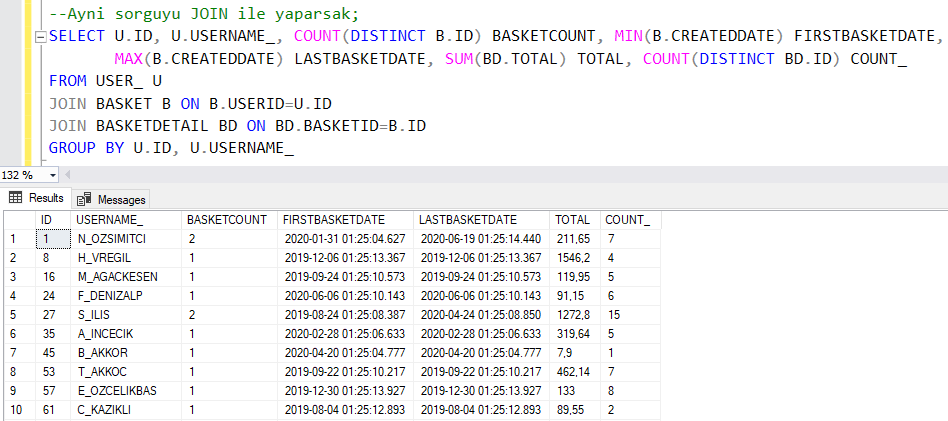 --Ayni sorguyu JOIN ile yaparsak;
SELECT U.ID, U.USERNAME_, COUNT(DISTINCT B.ID) BASKETCOUNT, MIN(B.CREATEDDATE) FIRSTBASKETDATE,
MAX(B.CREATEDDATE) LASTBASKETDATE, SUM(BD.TOTAL) TOTAL, COUNT(DISTINCT BD.ID) COUNT_
FROM USER_ U
JOIN BASKET B ON B.USERID=U.ID
JOIN BASKETDETAIL BD ON BD.BASKETID=B.ID
GROUP BY U.ID, U.USERNAME_
132 %
Results Messages
ID USERNAME_ BASKETCOUNT FIRSTBASKETDATE LASTBASKETDATE TOTAL COUNT_
1 1 N_OZSIMITCI 2 2020-01-31 01:25:04.627 2020-06-19 01:25:14.440 211,65 7
2 8 H_VREGIL 1 2019-12-06 01:25:13.367 2019-12-06 01:25:13.367 1546,2 4
3 16 M_AGACKESEN 1 2019-09-24 01:25:10.573 2019-09-24 01:25:10.573 119,95 5
4 24 F_DENIZALP 1 2020-06-06 01:25:10.143 2020-06-06 01:25:10.143 91,15 6
5 27 S_ILIS 2 2019-08-24 01:25:08.387 2020-04-24 01:25:08.850 1272,8 15
6 35 A_INCECIK 1 2020-02-28 01:25:06.633 2020-02-28 01:25:06.633 319,64 5
7 45 B_AKKOR 1 2020-04-20 01:25:04.777 2020-04-20 01:25:04.777 7,9 1
8 53 T_AKKOC 1 2019-09-22 01:25:10.217 2019-09-22 01:25:10.217 462,14 7
9 57 E_OZCELIKBAS 1 2019-12-30 01:25:13.927 2019-12-30 01:25:13.927 133 8
10 61 C_KAZIKLI 1 2019-08-04 01:25:12.893 2019-08-04 01:25:12.893 89,55 2